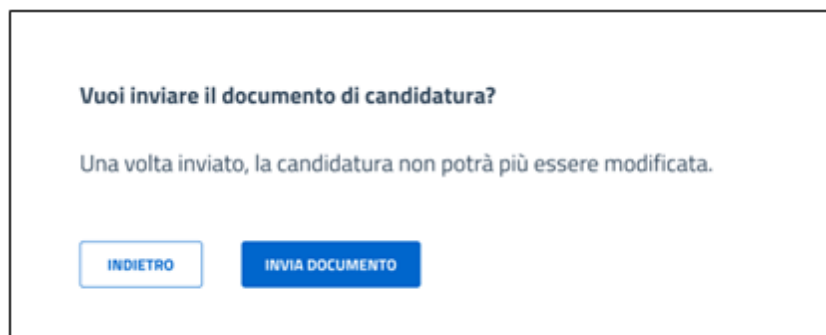 Vuoi inviare il documento di candidatura?
Una volta inviato, la candidatura non potrà più essere modificata.
INDIETRO
INVIA DOCUMENTO